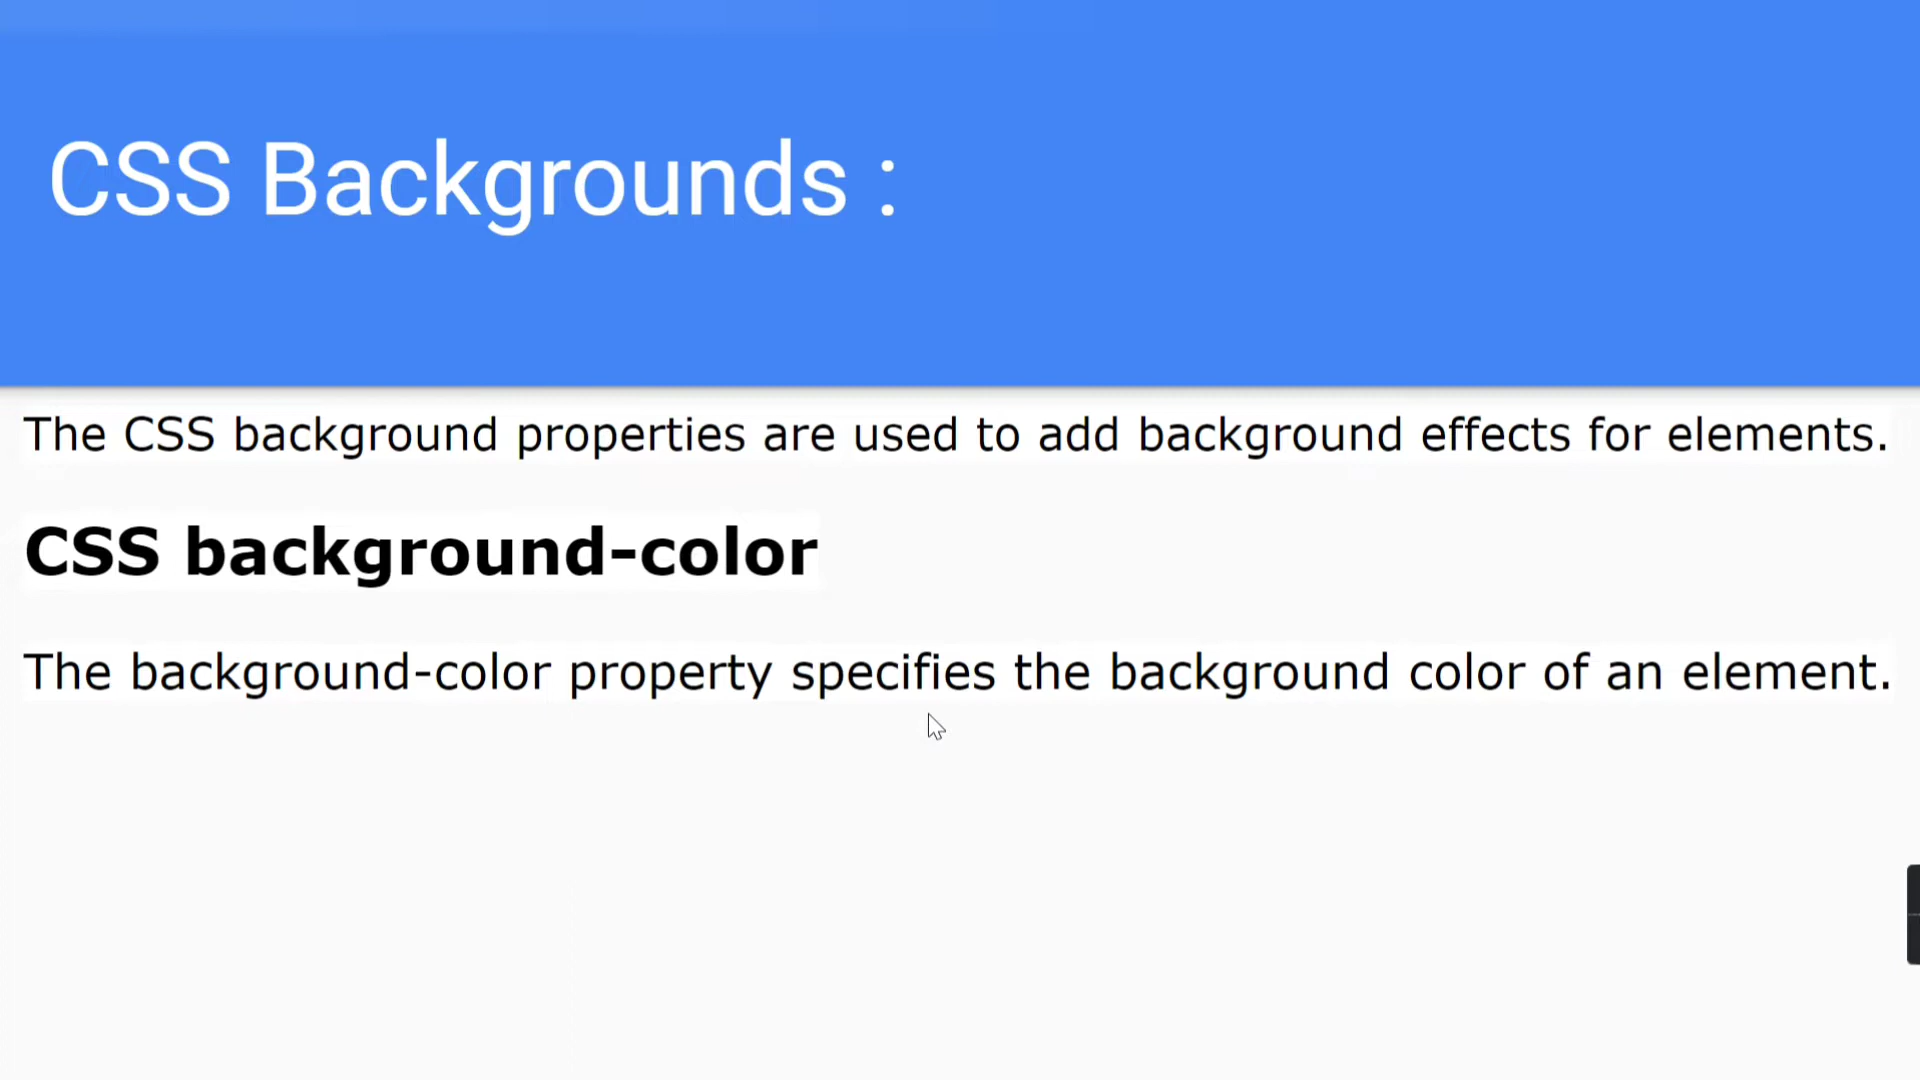 CSS Backgrounds :
The CSS background properties are used to add background effects for elements.
CSS background-color
The background-color property specifies the background color of an element.